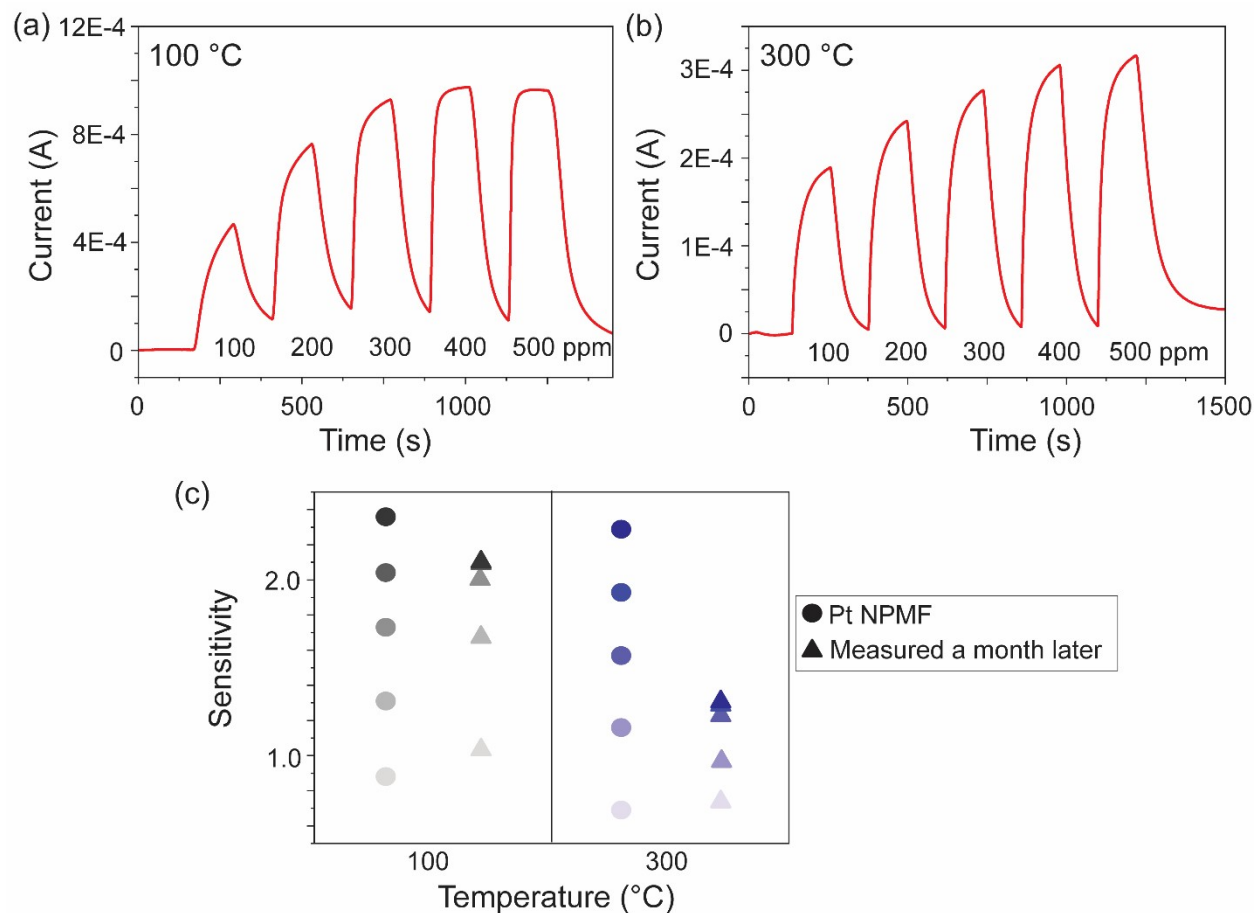 (a)
100 °C
12E-4
8E-4
4E-4
0
Current (A)
100 200 300 400 500 ppm
0 500 1000
Time (s)
(b)
300 °C
3E-4
2E-4
1E-4
0
Current (A)
100 200 300 400 500 ppm
0 500 1000 1500
Time (s)
(c)
2.0
1.0
Sensitivity
100 300
Temperature (°C)
Pt NPMF
Measured a month later